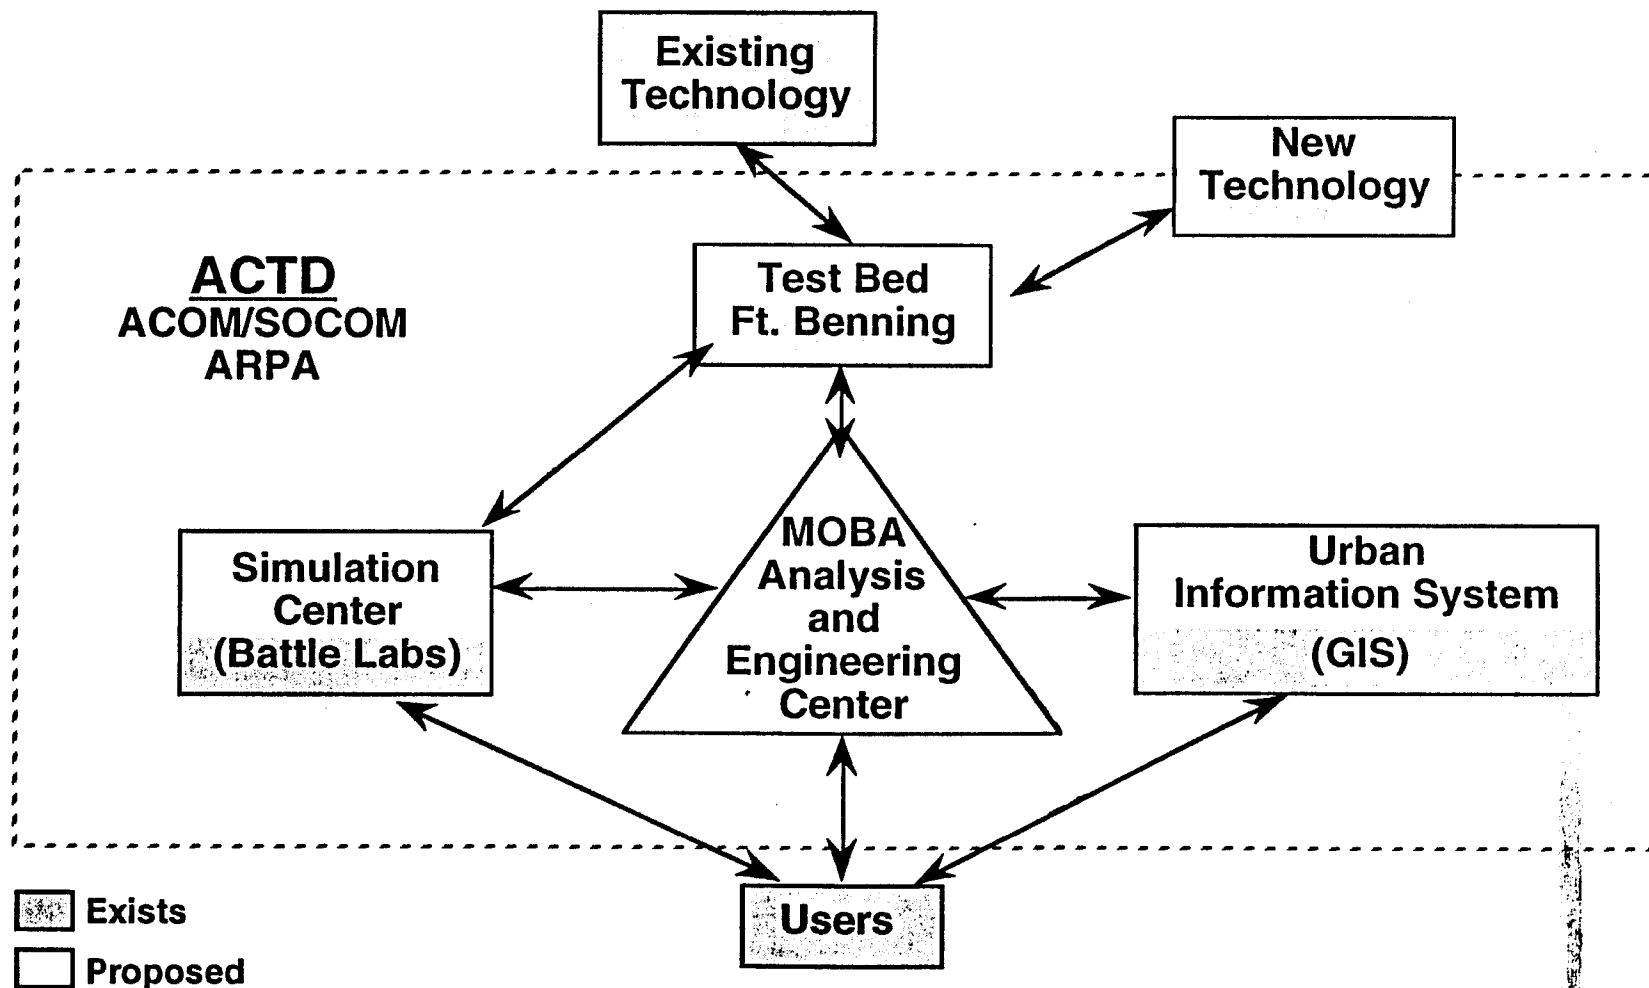 Existing
Technology
New
Technology
ACTD
ACOM/SOCOM
ARPA
Test Bed
Ft. Benning
Simulation
Center
(Battle Labs)
MOBA
Analysis
and
Engineering
Center
Urban
Information System
(GIS)
Users
Exists
Proposed